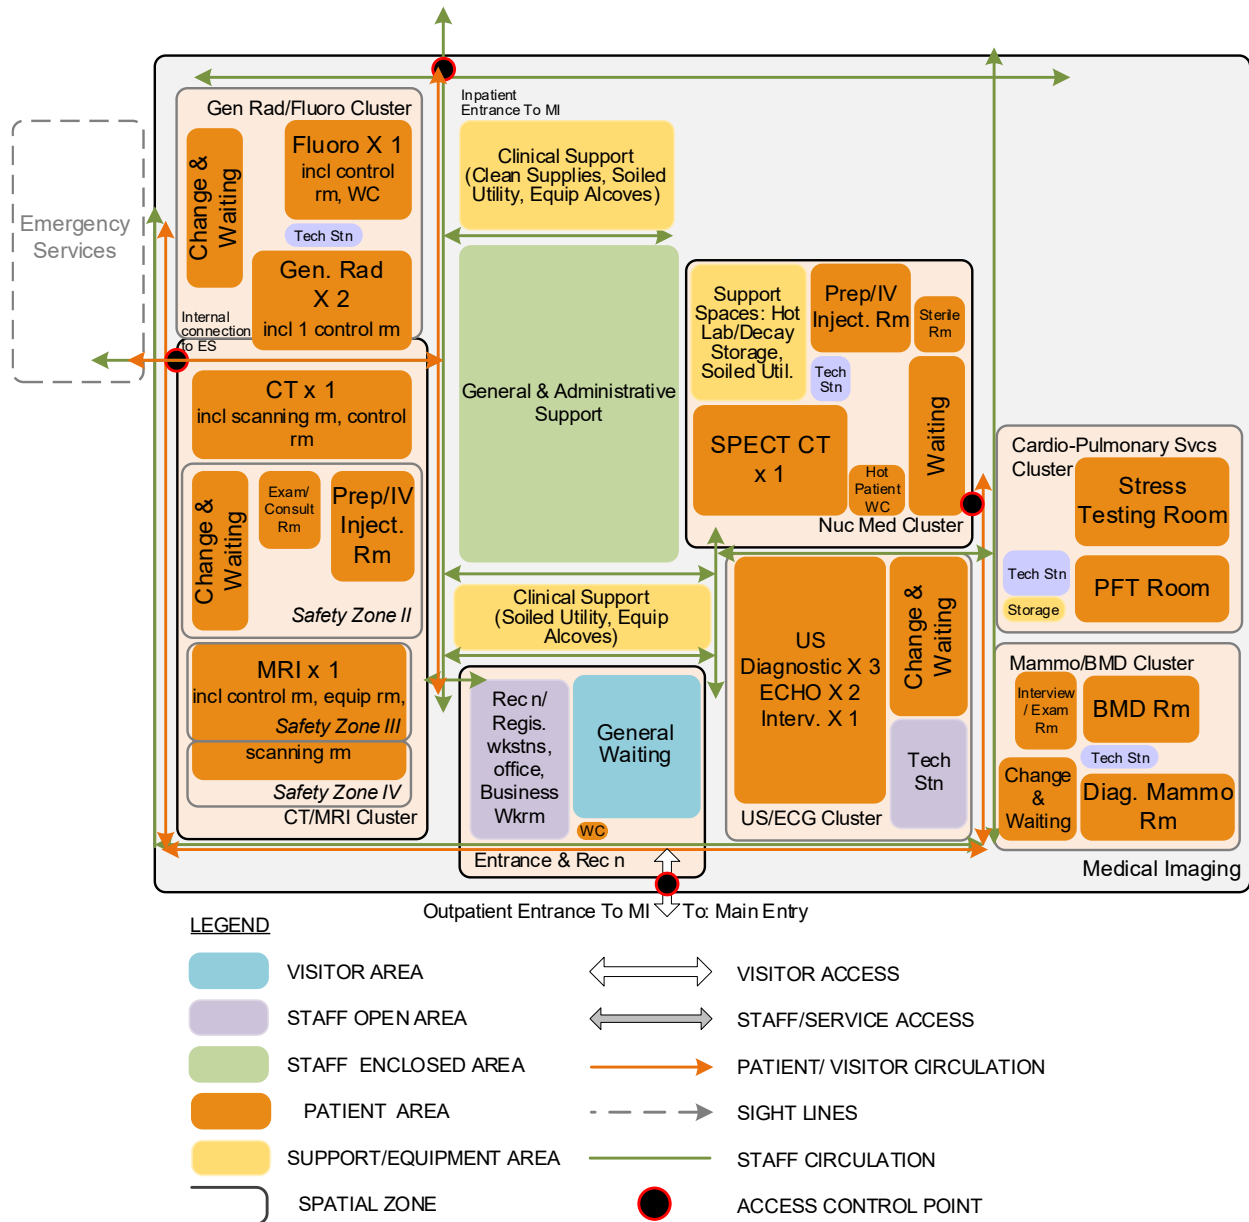 Gen Rad/Fluoro Cluster
Fluoro X 1
incl control
rm, WC
Change &
Waiting
Tech Stn
Gen. Rad
X 2
incl 1 control rm
Emergency
Services
Internal
connection
to ES
Inpatient
Entrance To MI
Clinical Support
(Clean Supplies, Soiled
Utility, Equip Alcoves)
General & Administrative
Support
Clinical Support
(Soiled Utility, Equip
Alcoves)
CT x 1
incl scanning rm, control
rm
Change &
Waiting
Exam/
Consult
Rm
Prep/IV
Inject.
Rm
Safety Zone II
MRI x 1
incl control rm, equip rm,
Safety Zone III
scanning rm
Safety Zone IV
CT/MRI Cluster
Support
Spaces: Hot
Lab/Decay
Storage,
Soiled Util.
Prep/IV
Inject. Rm
Sterile
Rm
Tech
Stn
Waiting
SPECT CT
x 1
Hot
Patient
WC
Nuc Med Cluster
Cardio-Pulmonary Svcs
Cluster
Stress
Testing Room
Tech Stn
Storage
PFT Room
US
Diagnostic X 3
ECHO X 2
Interv. X 1
Change &
Waiting
Tech
Stn
US/ECG Cluster
Mammo/BMD Cluster
Interview
/ Exam
Rm
BMD Rm
Tech Stn
Change
&
Waiting
Diag. Mammo
Rm
Rec n/
Regis.
wkstns,
office,
Business
Wkrm
General
Waiting
WC
Entrance & Rec n
Medical Imaging
Outpatient Entrance To MI
To: Main Entry
LEGEND
VISITOR AREA
STAFF OPEN AREA
STAFF ENCLOSED AREA
PATIENT AREA
SUPPORT/EQUIPMENT AREA
SPATIAL ZONE
VISITOR ACCESS
STAFF/SERVICE ACCESS
PATIENT/ VISITOR CIRCULATION
SIGHT LINES
STAFF CIRCULATION
ACCESS CONTROL POINT